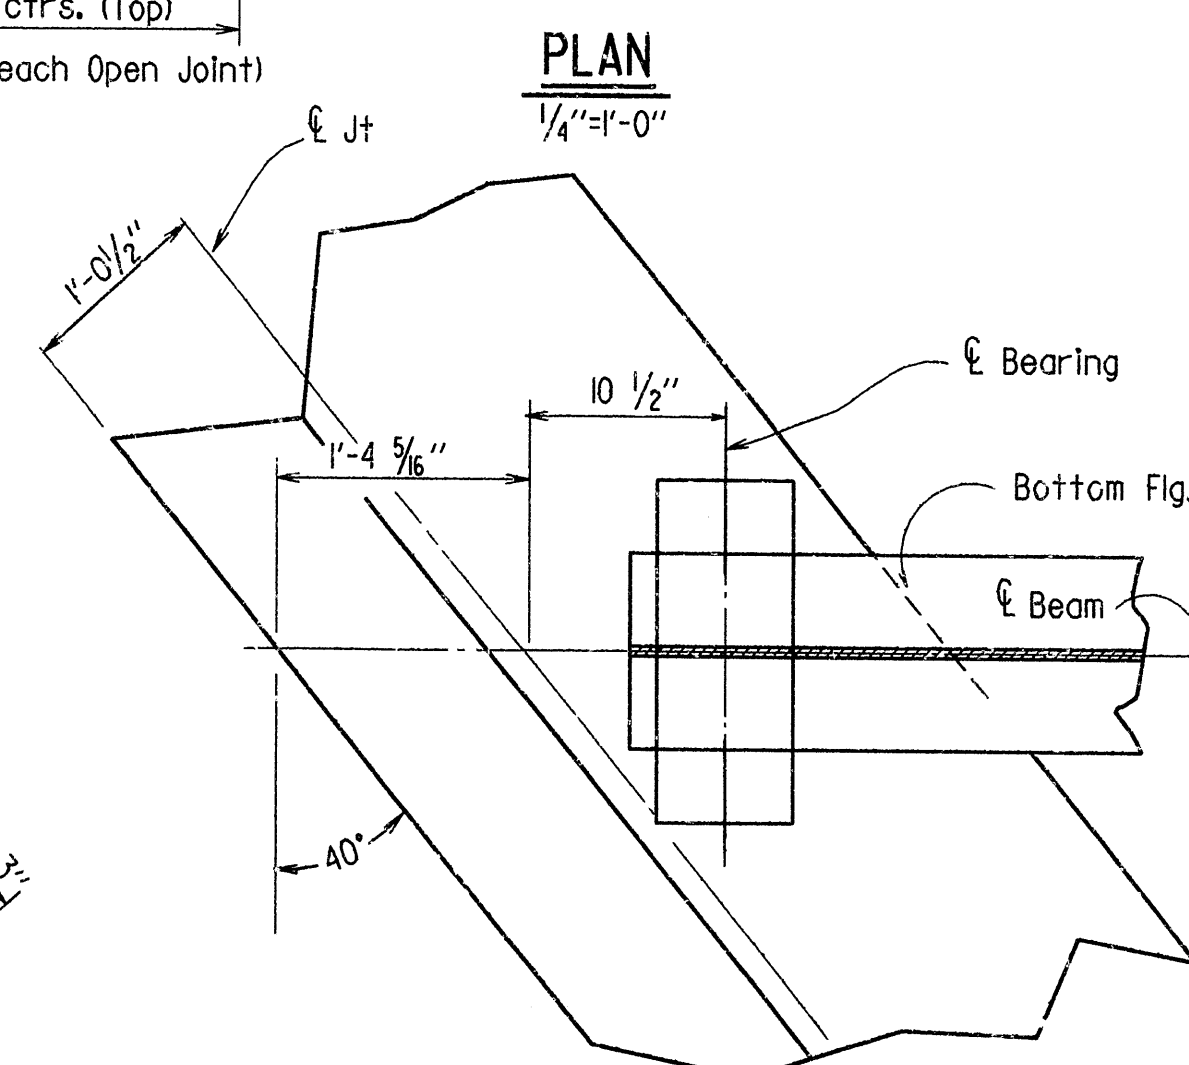 ctrs. (Top)
each Open Joint)
PLAN
1/4"=1'-0"
℄ Jt
1'-0 1/2"
10 1/2"
℄ Bearing
1'-4 5/16"
Bottom Flg.
℄ Beam
40°
3"